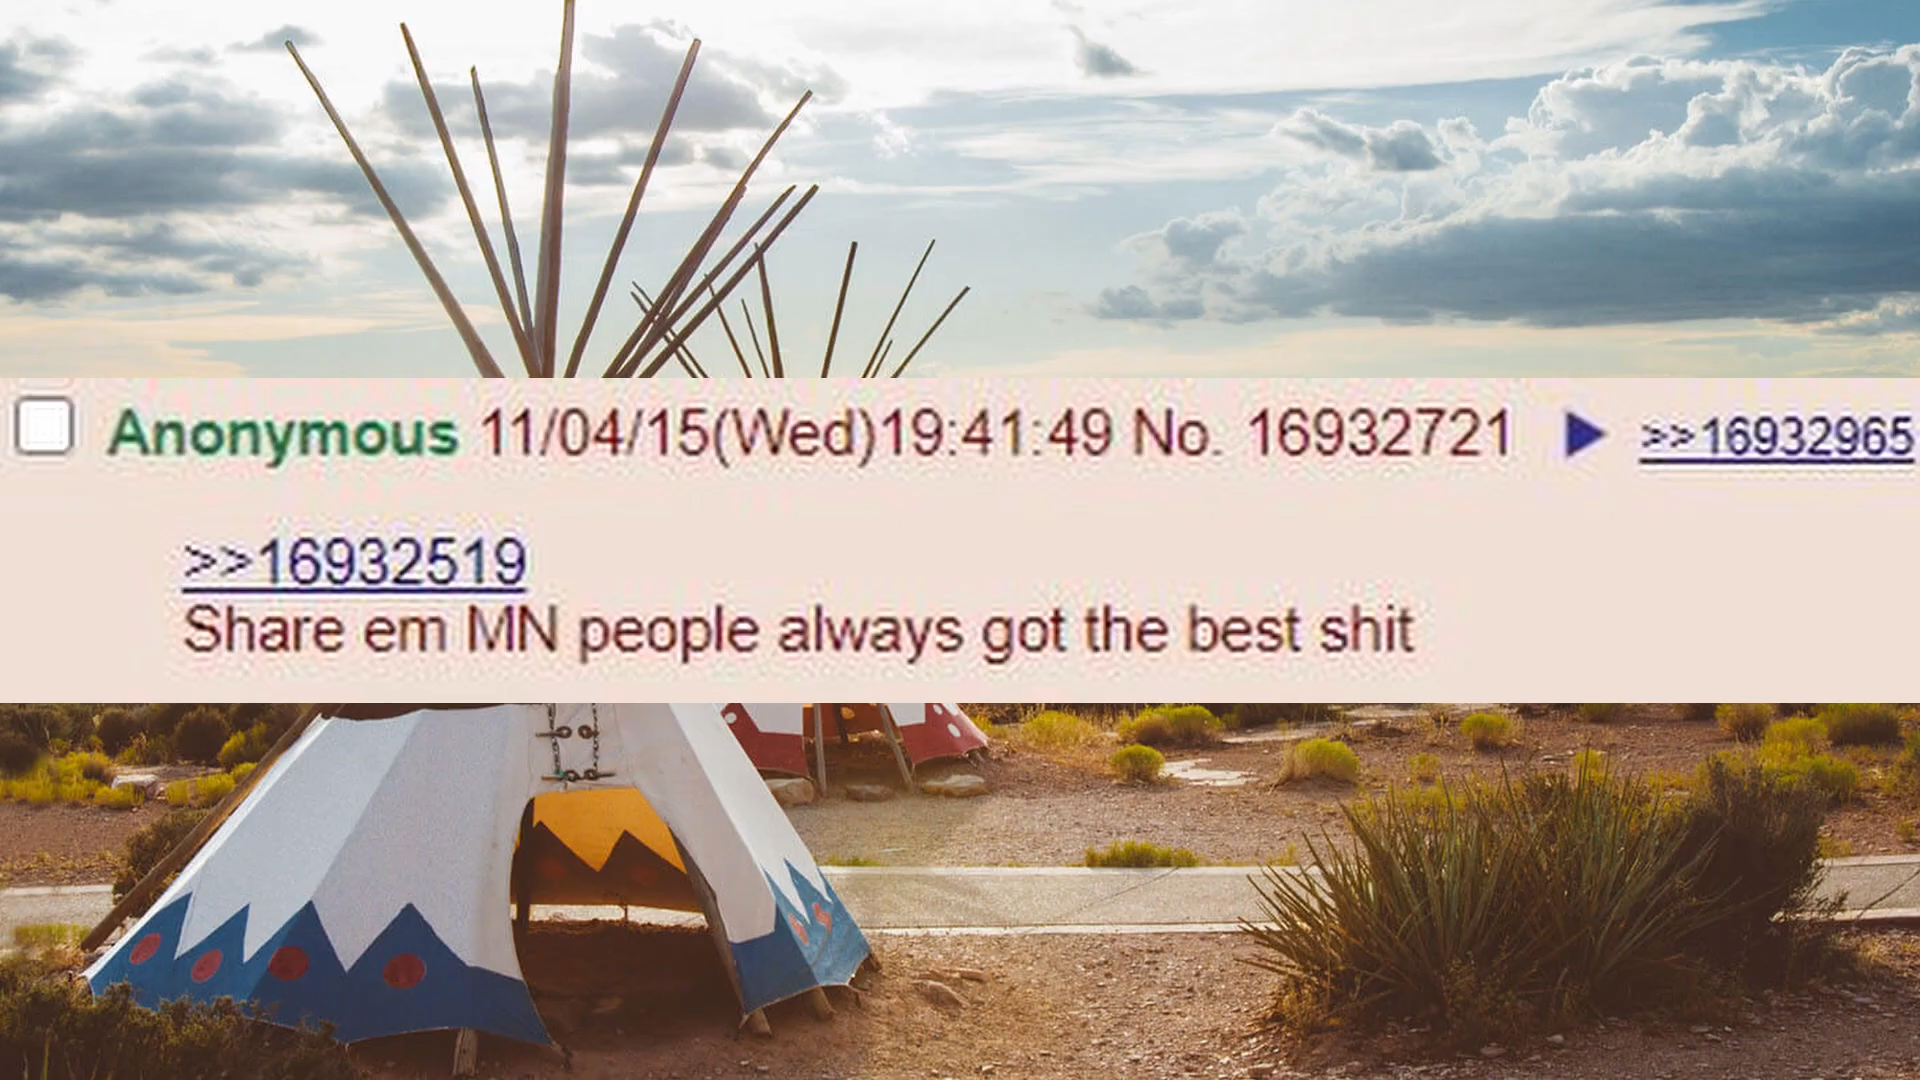 Anonymous 11/04/15(Wed)19:41:49 No. 16932721 ▶ >>16932965
>>16932519
Share em MN people always got the best shit